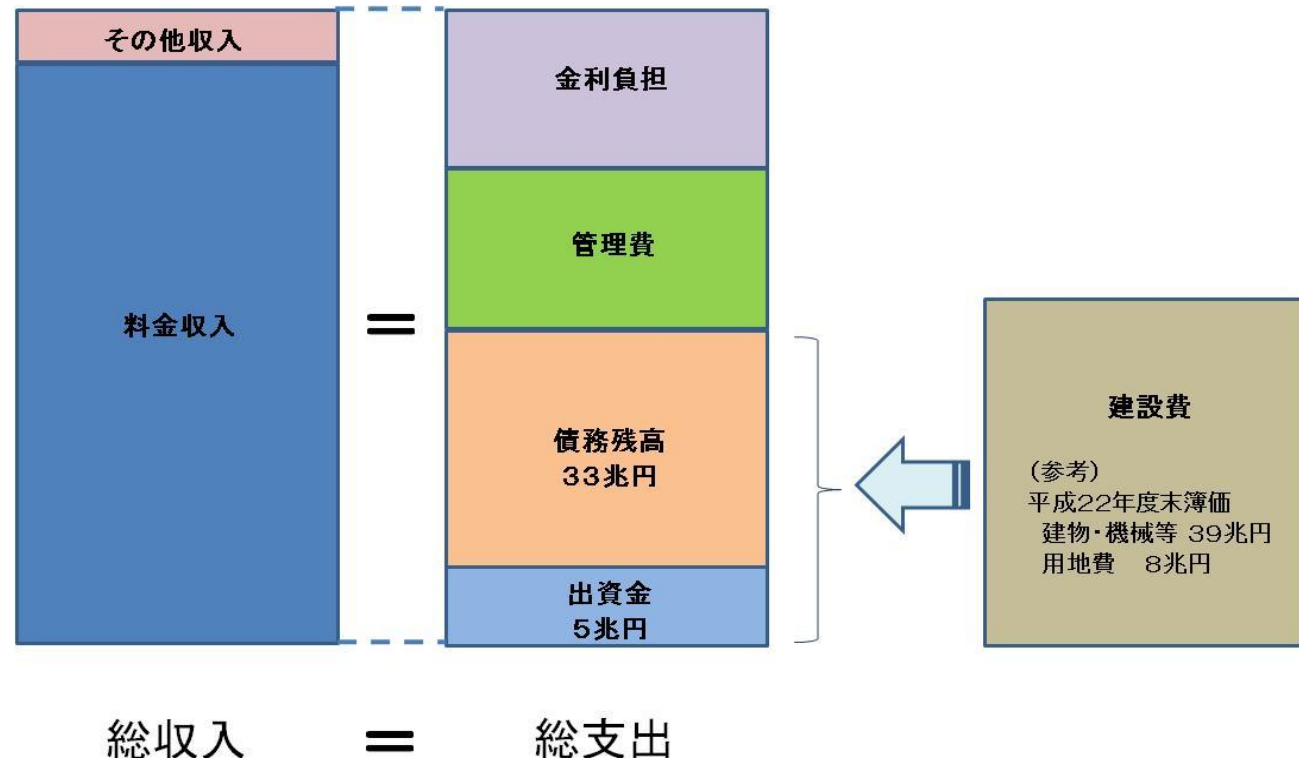 その他収入
料金収入
＝
金利負担
管理費
債務残高
33兆円
出資金
5兆円
建設費
(参考)
平成22年度末簿価
建物・機械等 39兆円
用地費　8兆円
総収入　＝　総支出